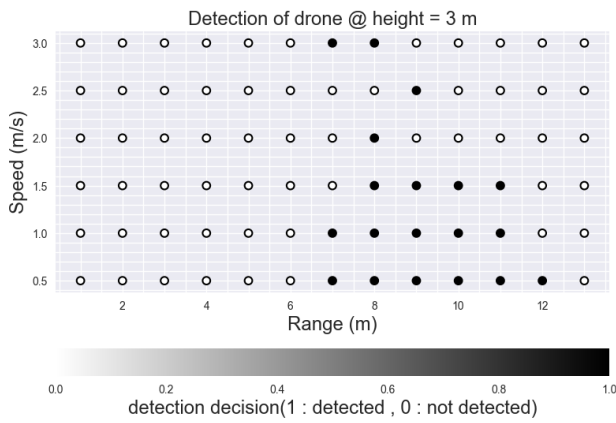 Detection of drone @ height = 3 m
3.0
2.5
2.0
1.5
1.0
0.5
Speed (m/s)
2 4 6 8 10 12
Range (m)
0.0 0.2 0.4 0.6 0.8 1.0
detection decision(1 : detected , 0 : not detected)